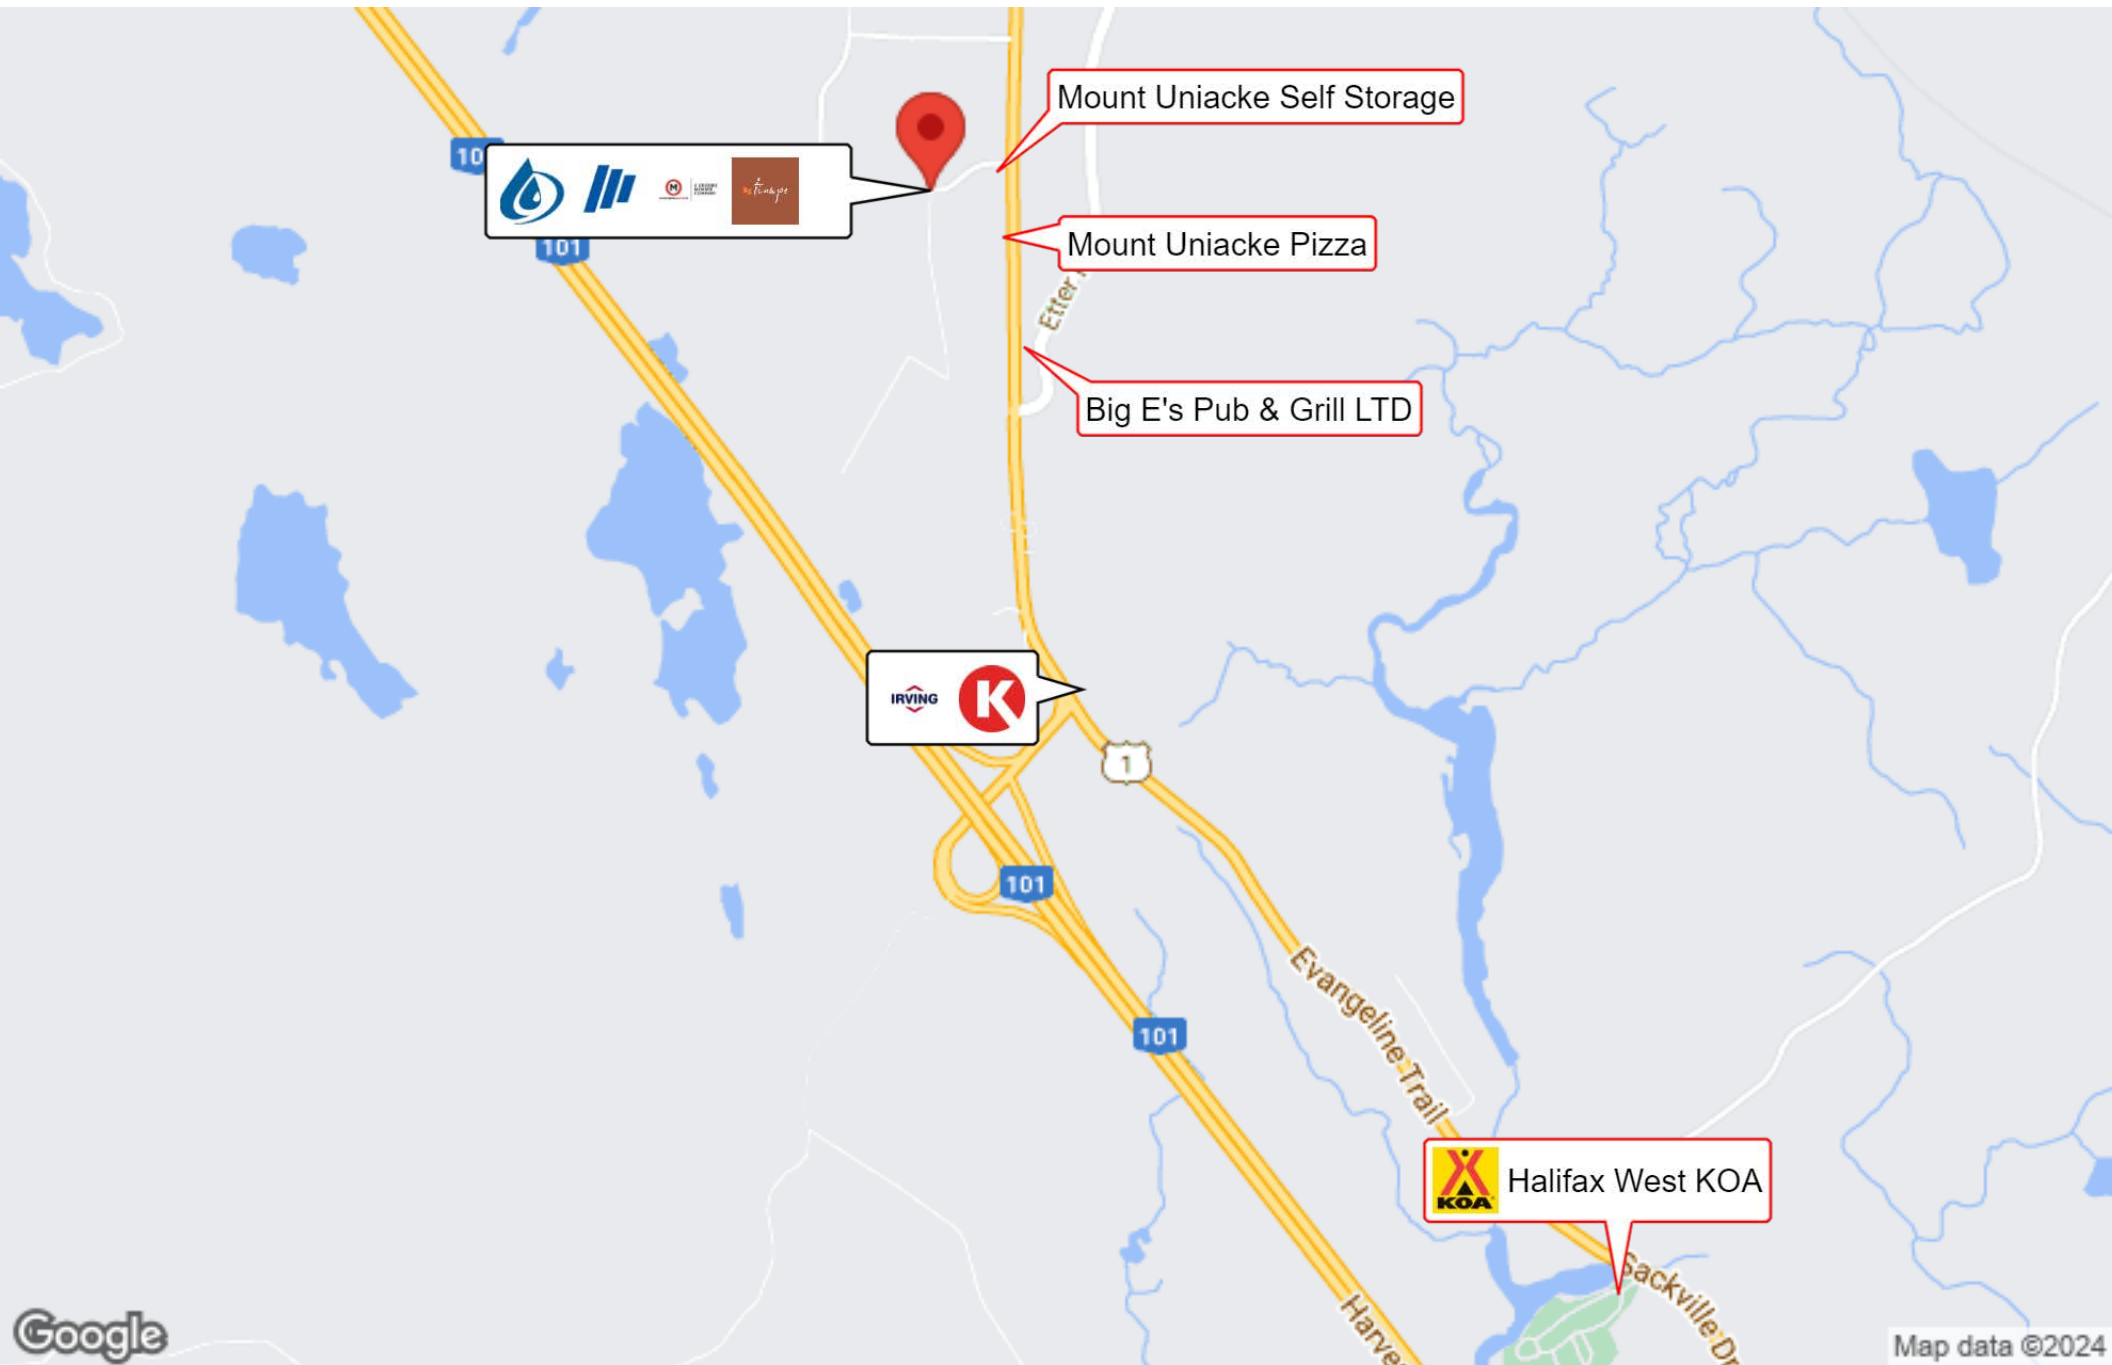 Mount Uniacke Self Storage
10
101
Mount Uniacke Pizza
Etter
Big E's Pub & Grill LTD
IRVING
K
1
101
Evangeline Trail
101
KOA
Halifax West KOA
Sackville Dr
Harve
Google
Map data ©2024